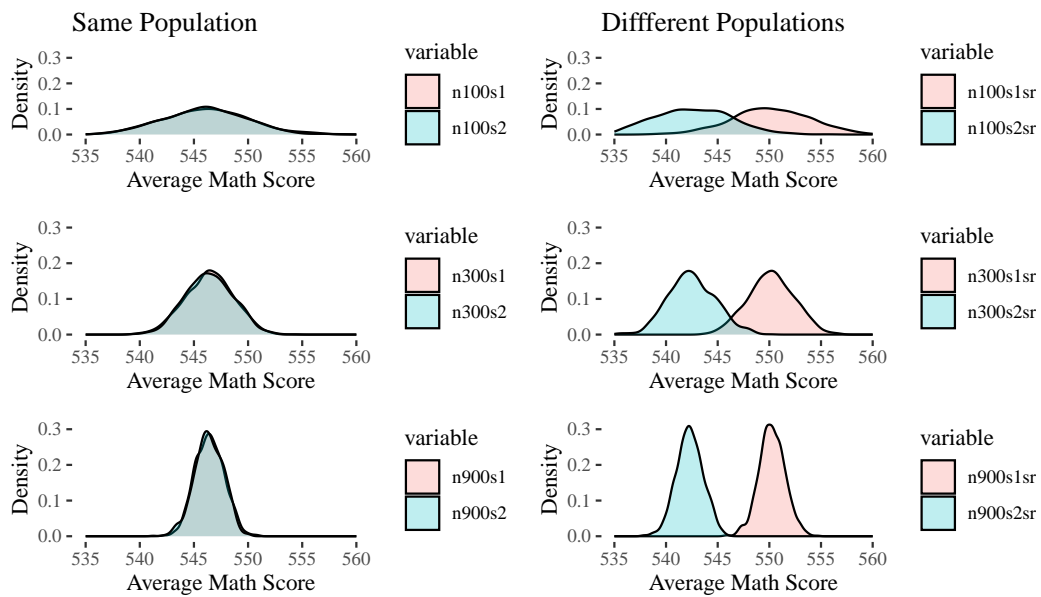 Same Population
Diffferent Populations
Density
0.3
0.2
0.1
0.0
535 540 545 550 555 560
Average Math Score
variable
n100s1
n100s2
Density
0.3
0.2
0.1
0.0
535 540 545 550 555 560
Average Math Score
variable
n100s1sr
n100s2sr
Density
0.3
0.2
0.1
0.0
535 540 545 550 555 560
Average Math Score
variable
n300s1
n300s2
Density
0.3
0.2
0.1
0.0
535 540 545 550 555 560
Average Math Score
variable
n300s1sr
n300s2sr
Density
0.3
0.2
0.1
0.0
535 540 545 550 555 560
Average Math Score
variable
n900s1
n900s2
Density
0.3
0.2
0.1
0.0
535 540 545 550 555 560
Average Math Score
variable
n900s1sr
n900s2sr